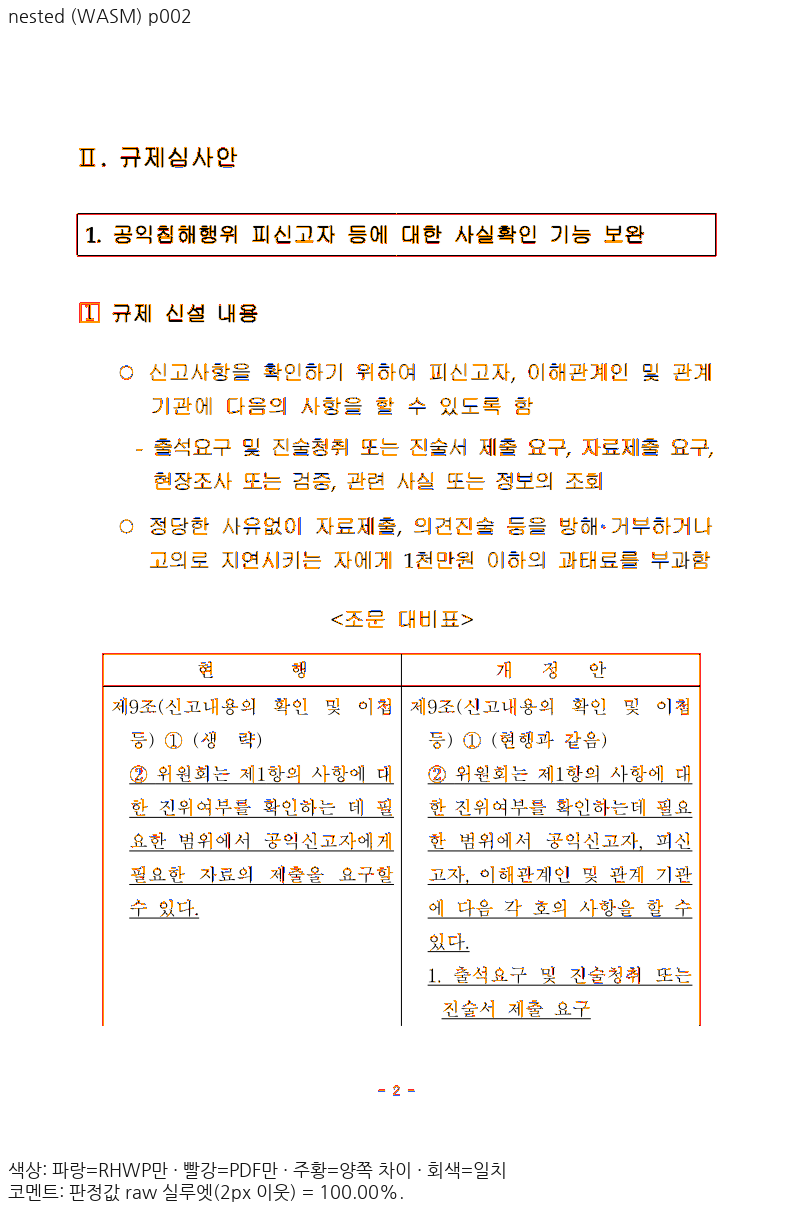 nested (WASM) p002
Ⅱ. 규제심사안
1. 공익침해행위 피신고자 등에 대한 사실확인 기능 보완
1 규제 신설 내용
○ 신고사항을 확인하기 위하여 피신고자, 이해관계인 및 관계
기관에 다음의 사항을 할 수 있도록 함
- 출석요구 및 진술청취 또는 진술서 제출 요구, 자료제출 요구,
현장조사 또는 검증, 관련 사실 또는 정보의 조회
○ 정당한 사유없이 자료제출, 의견진술 등을 방해·거부하거나
고의로 지연시키는 자에게 1천만원 이하의 과태료를 부과함
<조문 대비표>
현 행
개 정 안
제9조(신고내용의 확인 및 이첩
등) ① (생 략)
② 위원회는 제1항의 사항에 대
한 진위여부를 확인하는 데 필
요한 범위에서 공익신고자에게
필요한 자료의 제출을 요구할
수 있다.
제9조(신고내용의 확인 및 이첩
등) ① (현행과 같음)
② 위원회는 제1항의 사항에 대
한 진위여부를 확인하는데 필요
한 범위에서 공익신고자, 피신
고자, 이해관계인 및 관계 기관
에 다음 각 호의 사항을 할 수
있다.
1. 출석요구 및 진술청취 또는
진술서 제출 요구
- 2 -
색상: 파랑=RHWP만 · 빨강=PDF만 · 주황=양쪽 차이 · 회색=일치
코멘트: 판정값 raw 실루엣(2px 이웃) = 100.00%.